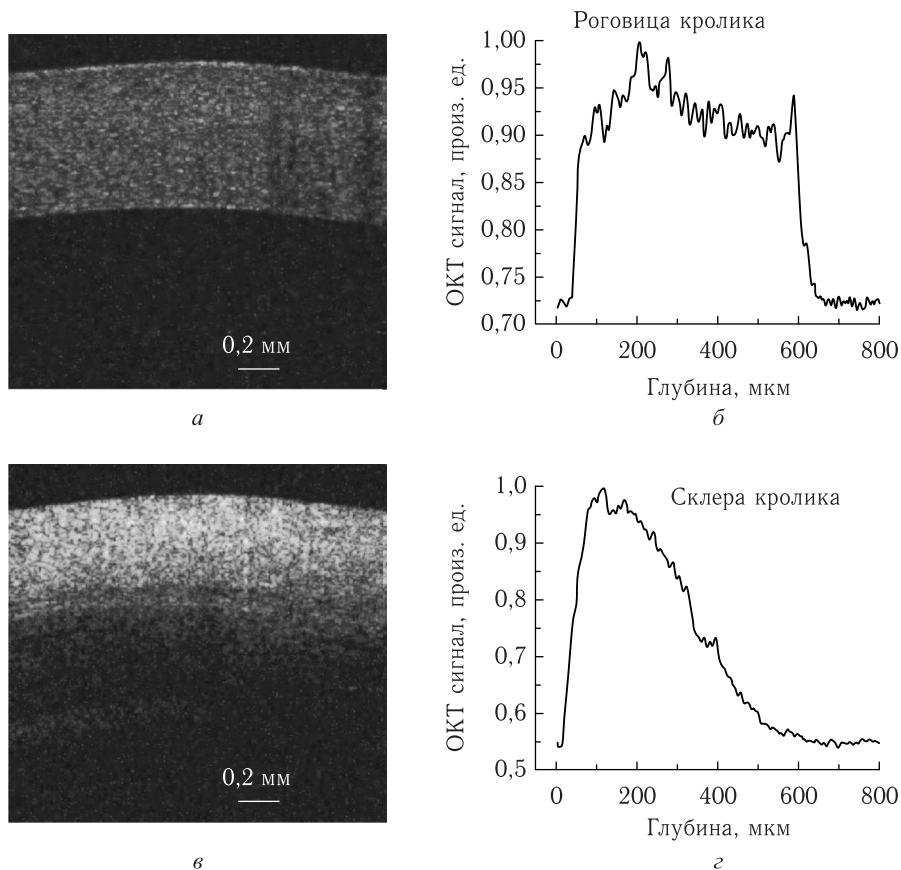 Роговица кролика
1,00
0,95
0,90
0,85
0,80
0,75
0,70
ОКТ сигнал, произ. ед.
0 200 400 600 800
Глубина, мкм
0,2 мм
а
б
Склера кролика
1,0
0,9
0,8
0,7
0,6
0,5
ОКТ сигнал, произ. ед.
0 200 400 600 800
Глубина, мкм
0,2 мм
в
г